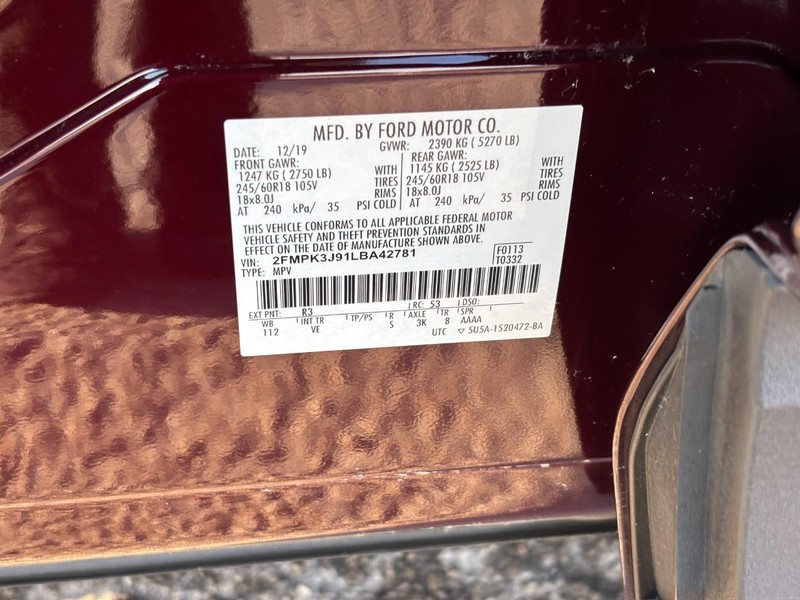 MFD. BY FORD MOTOR CO.
DATE: 12/19 GVWR: 2390 KG ( 5270 LB)
FRONT GAWR: REAR GAWR:
1247 KG ( 2750 LB) WITH 1145 KG ( 2525 LB) WITH
245/60R18 105V TIRES 245/60R18 105V TIRES
18x8.0J RIMS 18x8.0J RIMS
AT 240 kPa/ 35 PSI COLD AT 240 kPa/ 35 PSI COLD
THIS VEHICLE CONFORMS TO ALL APPLICABLE FEDERAL MOTOR
VEHICLE SAFETY AND THEFT PREVENTION STANDARDS IN
EFFECT ON THE DATE OF MANUFACTURE SHOWN ABOVE.
VIN: 2FMPK3J91LBA42781 F0113
TYPE: MPV T0332
EXT PNT: R3 RC: 53 DSO:
WB INT TR TP/PS R AXLE TR SPR
112 VE S 3K 8 AAAA
UTC ▽ 5U5A-1520472-BA